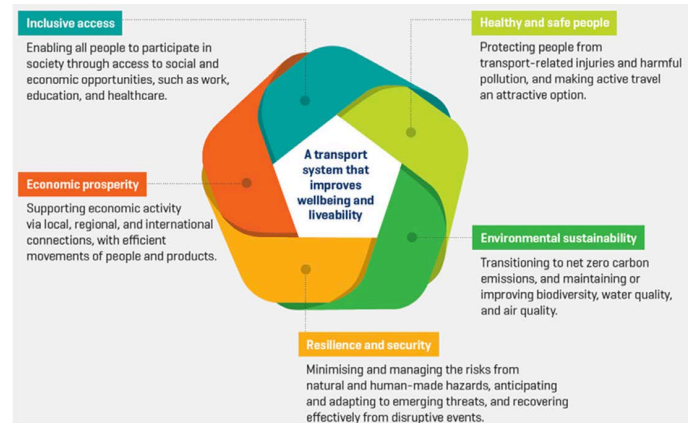 Inclusive access
Enabling all people to participate in
society through access to social and
economic opportunities, such as work,
education, and healthcare.
Healthy and safe people
Protecting people from
transport-related injuries and harmful
pollution, and making active travel
an attractive option.
A transport
system that
improves
wellbeing and
liveability
Economic prosperity
Supporting economic activity
via local, regional, and international
connections, with efficient
movements of people and products.
Environmental sustainability
Transitioning to net zero carbon
emissions, and maintaining or
improving biodiversity, water quality,
and air quality.
Resilience and security
Minimising and managing the risks from
natural and human-made hazards, anticipating
and adapting to emerging threats, and recovering
effectively from disruptive events.